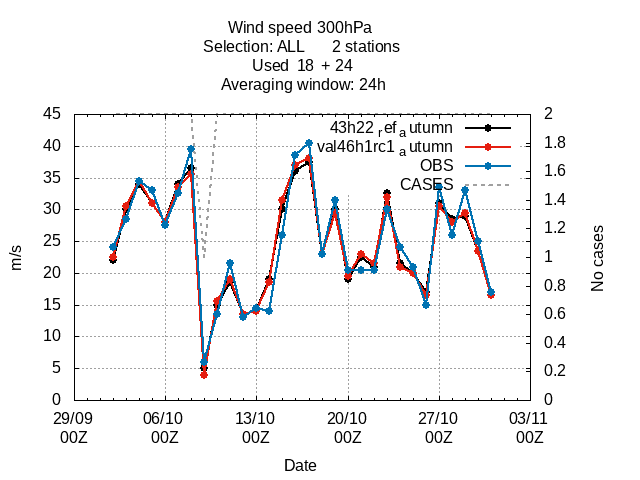 Wind speed 300hPa
Selection: ALL 2 stations
Used 18 + 24
Averaging window: 24h
45 2
43h22_ref_autumn
40 1.8
val46h1rc1_autumn
OBS
35 1.6
CASES
30 1.4
25 1.2
m/s
No cases
20 1
15 0.8
10 0.6
0.4
5 0.2
0 0
29/09 06/10 13/10 20/10 27/10 03/11
00Z 00Z 00Z 00Z 00Z 00Z
Date